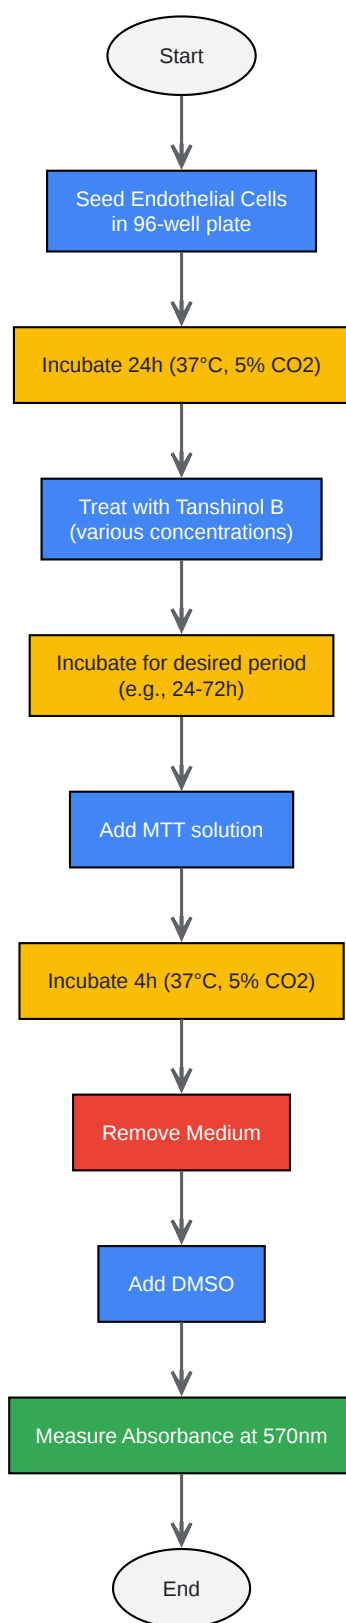 Start
Seed Endothelial Cells
in 96-well plate
Incubate 24h (37°C, 5% CO2)
Treat with Tanshinol B
(various concentrations)
Incubate for desired period
(e.g., 24-72h)
Add MTT solution
Incubate 4h (37°C, 5% CO2)
Remove Medium
Add DMSO
Measure Absorbance at 570nm
End